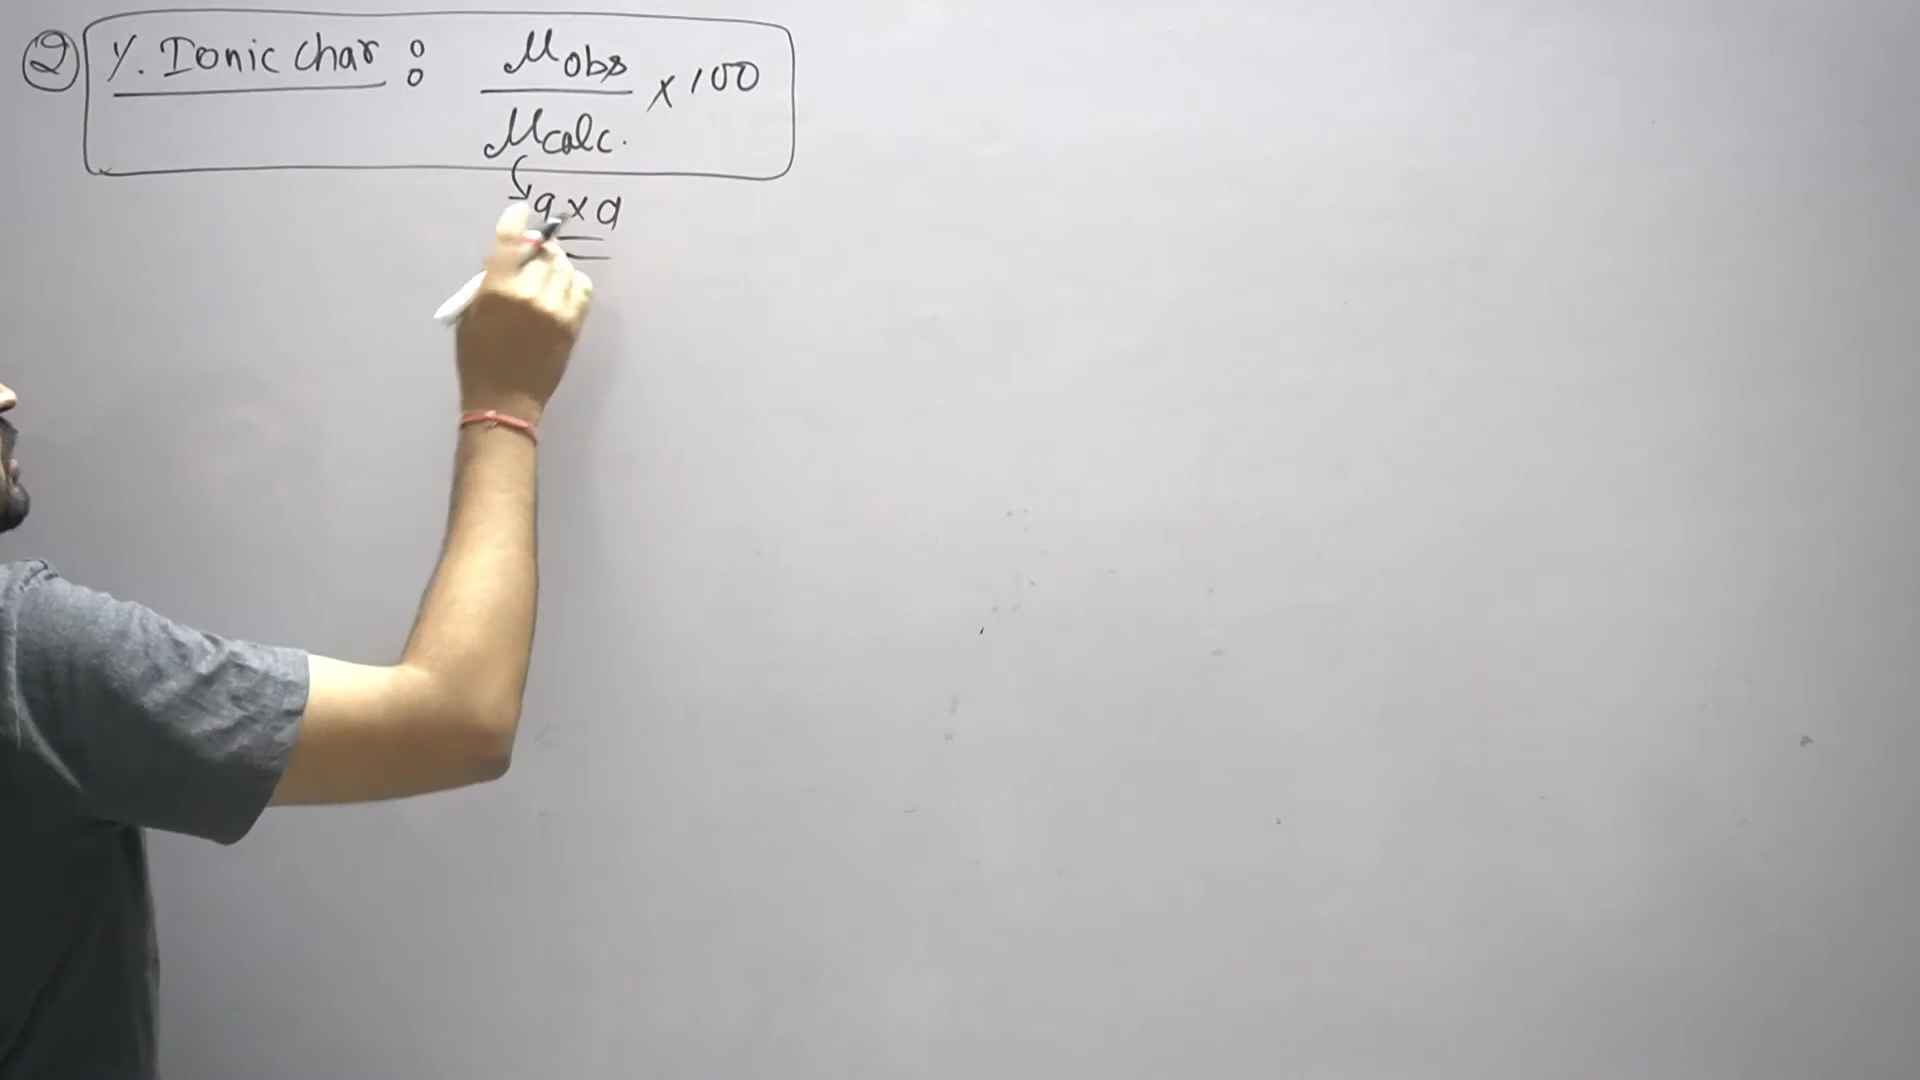 ② %. Ionic char : μobs / μcalc. × 100
q × d